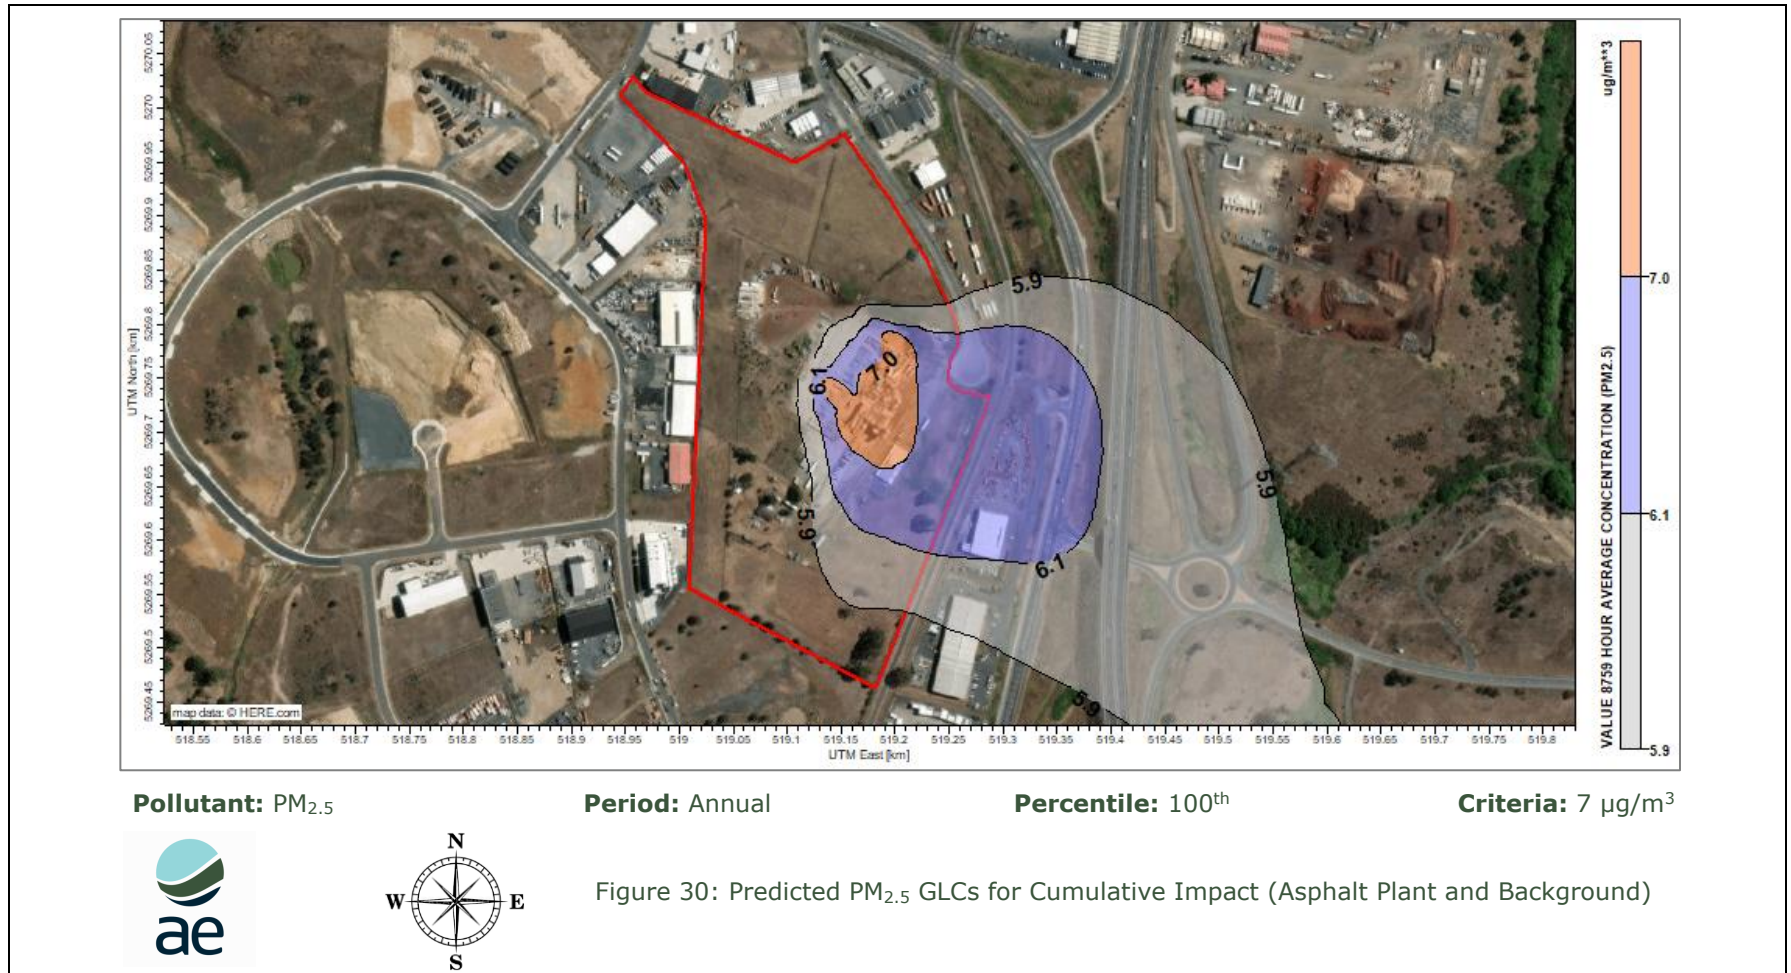 5270.05
5270
5269.95
5269.9
5269.85
5269.8
5269.75
5269.7
5269.65
5269.6
5269.55
5269.5
5269.45
UTM North [km]
5.9
7.0
6.1
5.9
5.9
6.1
5.9
map data: © HERE.com
518.55 518.6 518.65 518.7 518.75 518.8 518.85 518.9 518.95 519 519.05 519.1 519.15 519.2 519.25 519.3 519.35 519.4 519.45 519.5 519.55 519.6 519.65 519.7 519.75 519.8
UTM East [km]
ug/m**3
VALUE 8759 HOUR AVERAGE CONCENTRATION (PM2.5)
7.0
6.1
5.9
Pollutant: PM2.5 Period: Annual Percentile: 100th Criteria: 7 µg/m3
ae
N
W E
S
Figure 30: Predicted PM2.5 GLCs for Cumulative Impact (Asphalt Plant and Background)